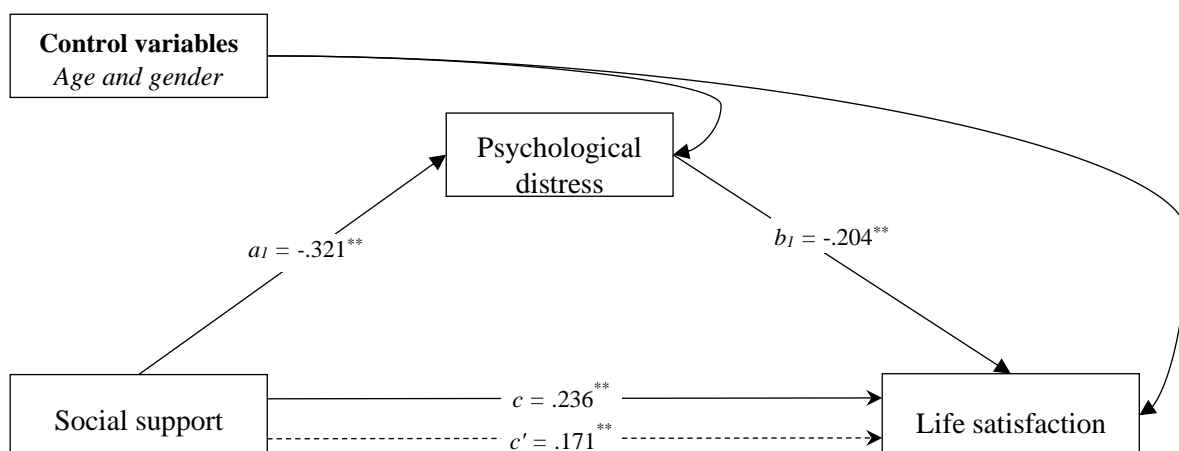 Control variables
Age and gender
Psychological
distress
a1 = -.321**
b1 = -.204**
Social support
c = .236**
c' = .171**
Life satisfaction